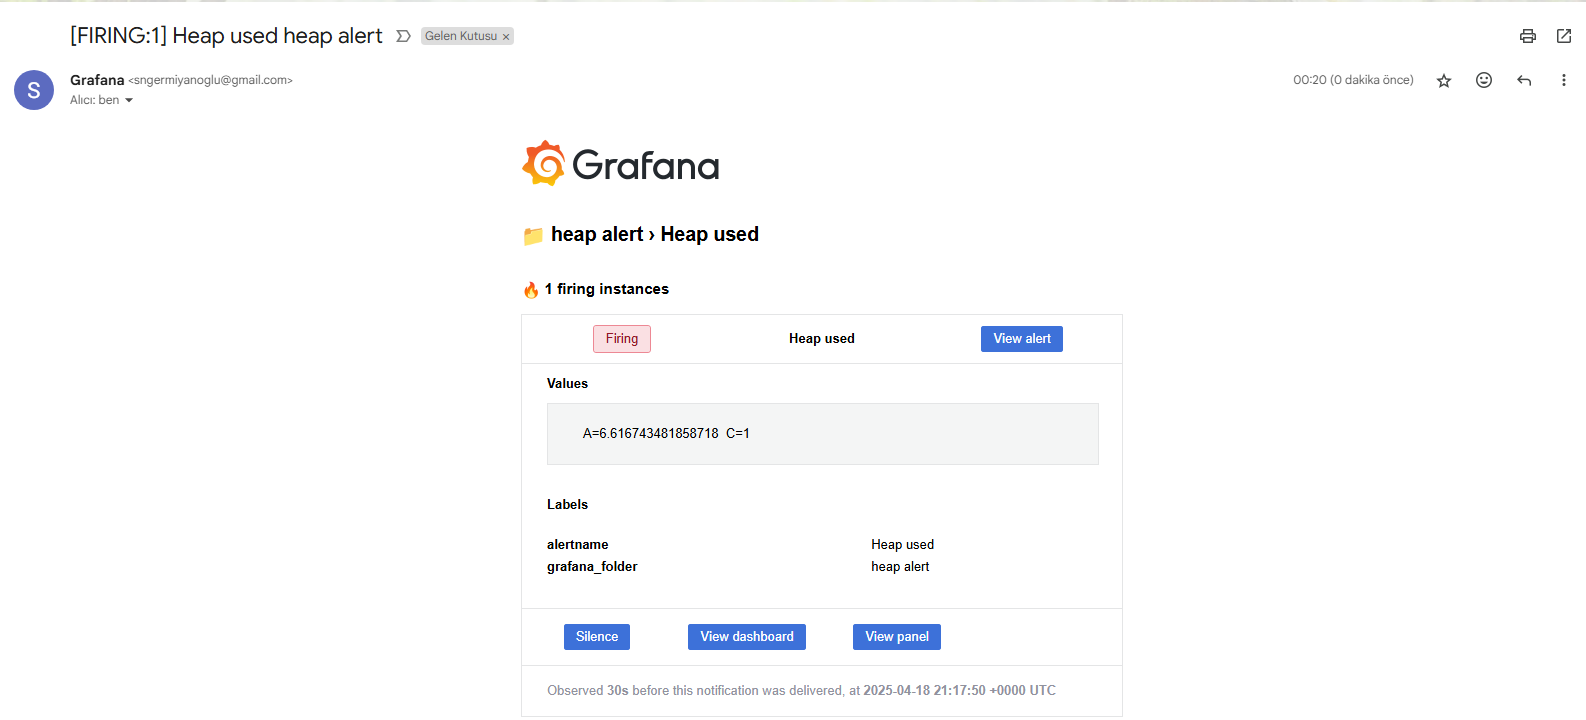 [FIRING:1] Heap used heap alert Gelen Kutusu ×
S Grafana <sngermiyanoglu@gmail.com> 00:20 (0 dakika önce)
Alıcı: ben
Grafana
heap alert › Heap used
1 firing instances
Firing Heap used View alert
Values
A=6.616743481858718 C=1
Labels
alertname Heap used
grafana_folder heap alert
Silence View dashboard View panel
Observed 30s before this notification was delivered, at 2025-04-18 21:17:50 +0000 UTC